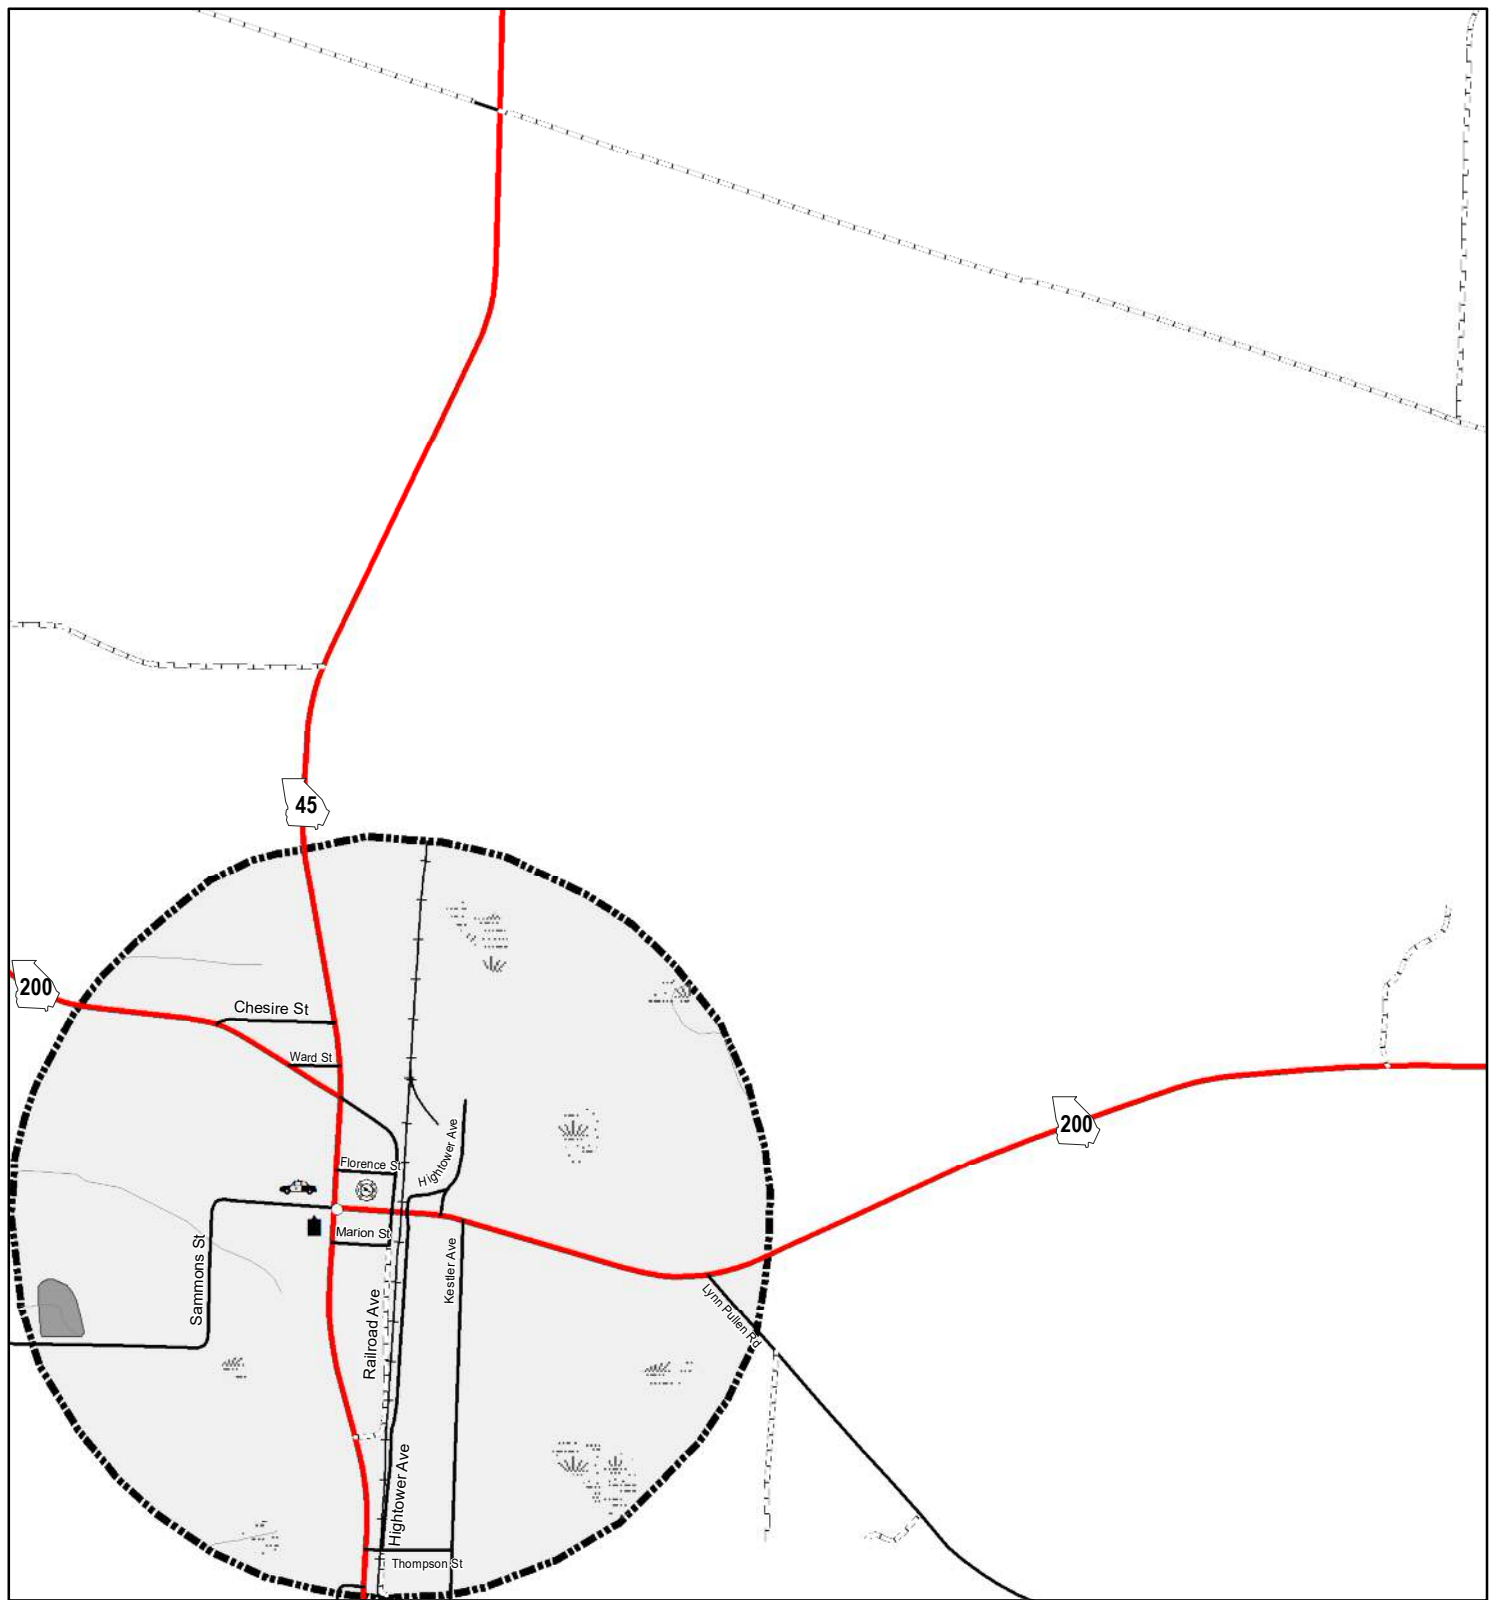 45
200
Chesire St
Ward St
Hightower Ave
Florence St
200
Marion St
Sammons St
Kestler Ave
Railroad Ave
Lynn Pullen Rd
Hightower Ave
Thompson St